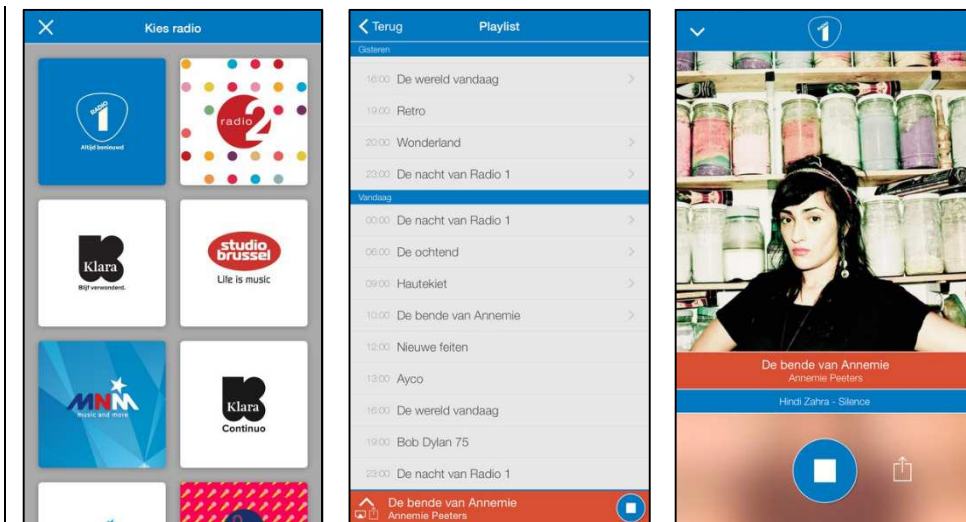 Kies radio
RADIO
1
Altijd benieuwd
radio
2
Klara
Blijf verwonderd.
studio
brussel
Life is music
MNM
music and more
Klara
Continuo
Terug
Playlist
Gisteren
16:00 De wereld vandaag
19:00 Retro
20:00 Wonderland
23:00 De nacht van Radio 1
Vandaag
00:00 De nacht van Radio 1
06:00 De ochtend
09:00 Hautekiet
10:00 De bende van Annemie
12:00 Nieuwe feiten
13:00 Ayco
16:00 De wereld vandaag
19:00 Bob Dylan 75
23:00 De nacht van Radio 1
De bende van Annemie
Annemie Peeters
1
De bende van Annemie
Annemie Peeters
Hindi Zahra - Silence